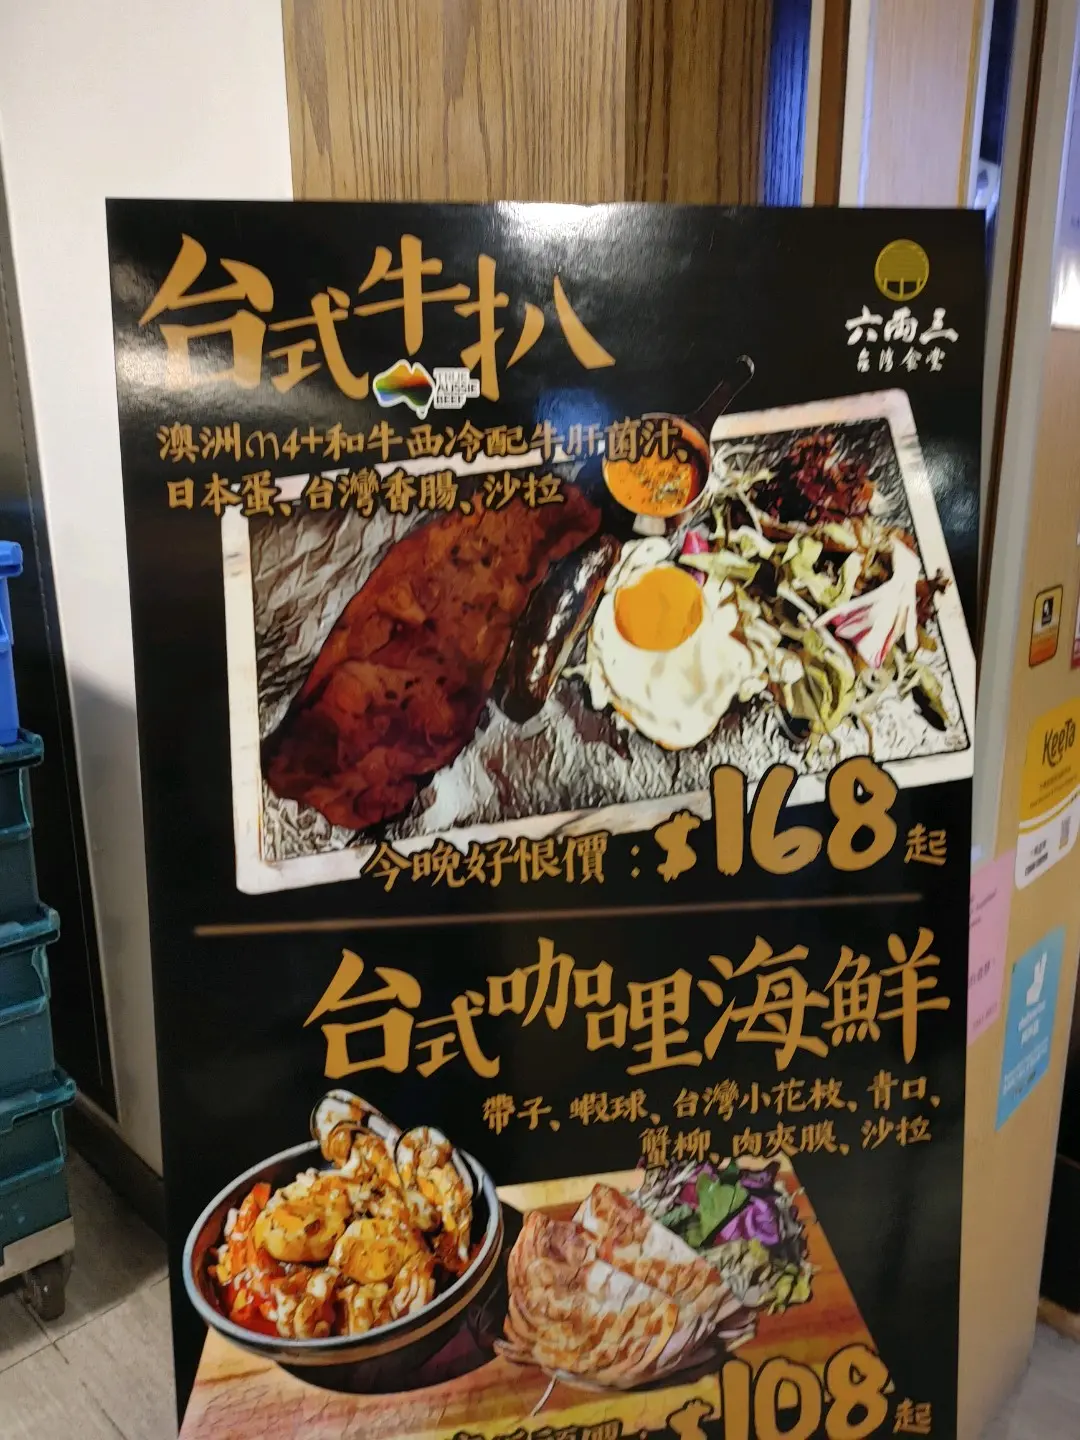 台式牛扒
TRUE
AUSSIE
BEEF
六兩三
台灣食堂
澳洲m4+和牛西冷配牛肝菌汁、
日本蛋、台灣香腸、沙拉
今晚好恨價：$168起
台式咖哩海鮮
帶子、蝦球、台灣小花枝、青口、
蟹柳、肉夾膜、沙拉
$108起
KeeTa